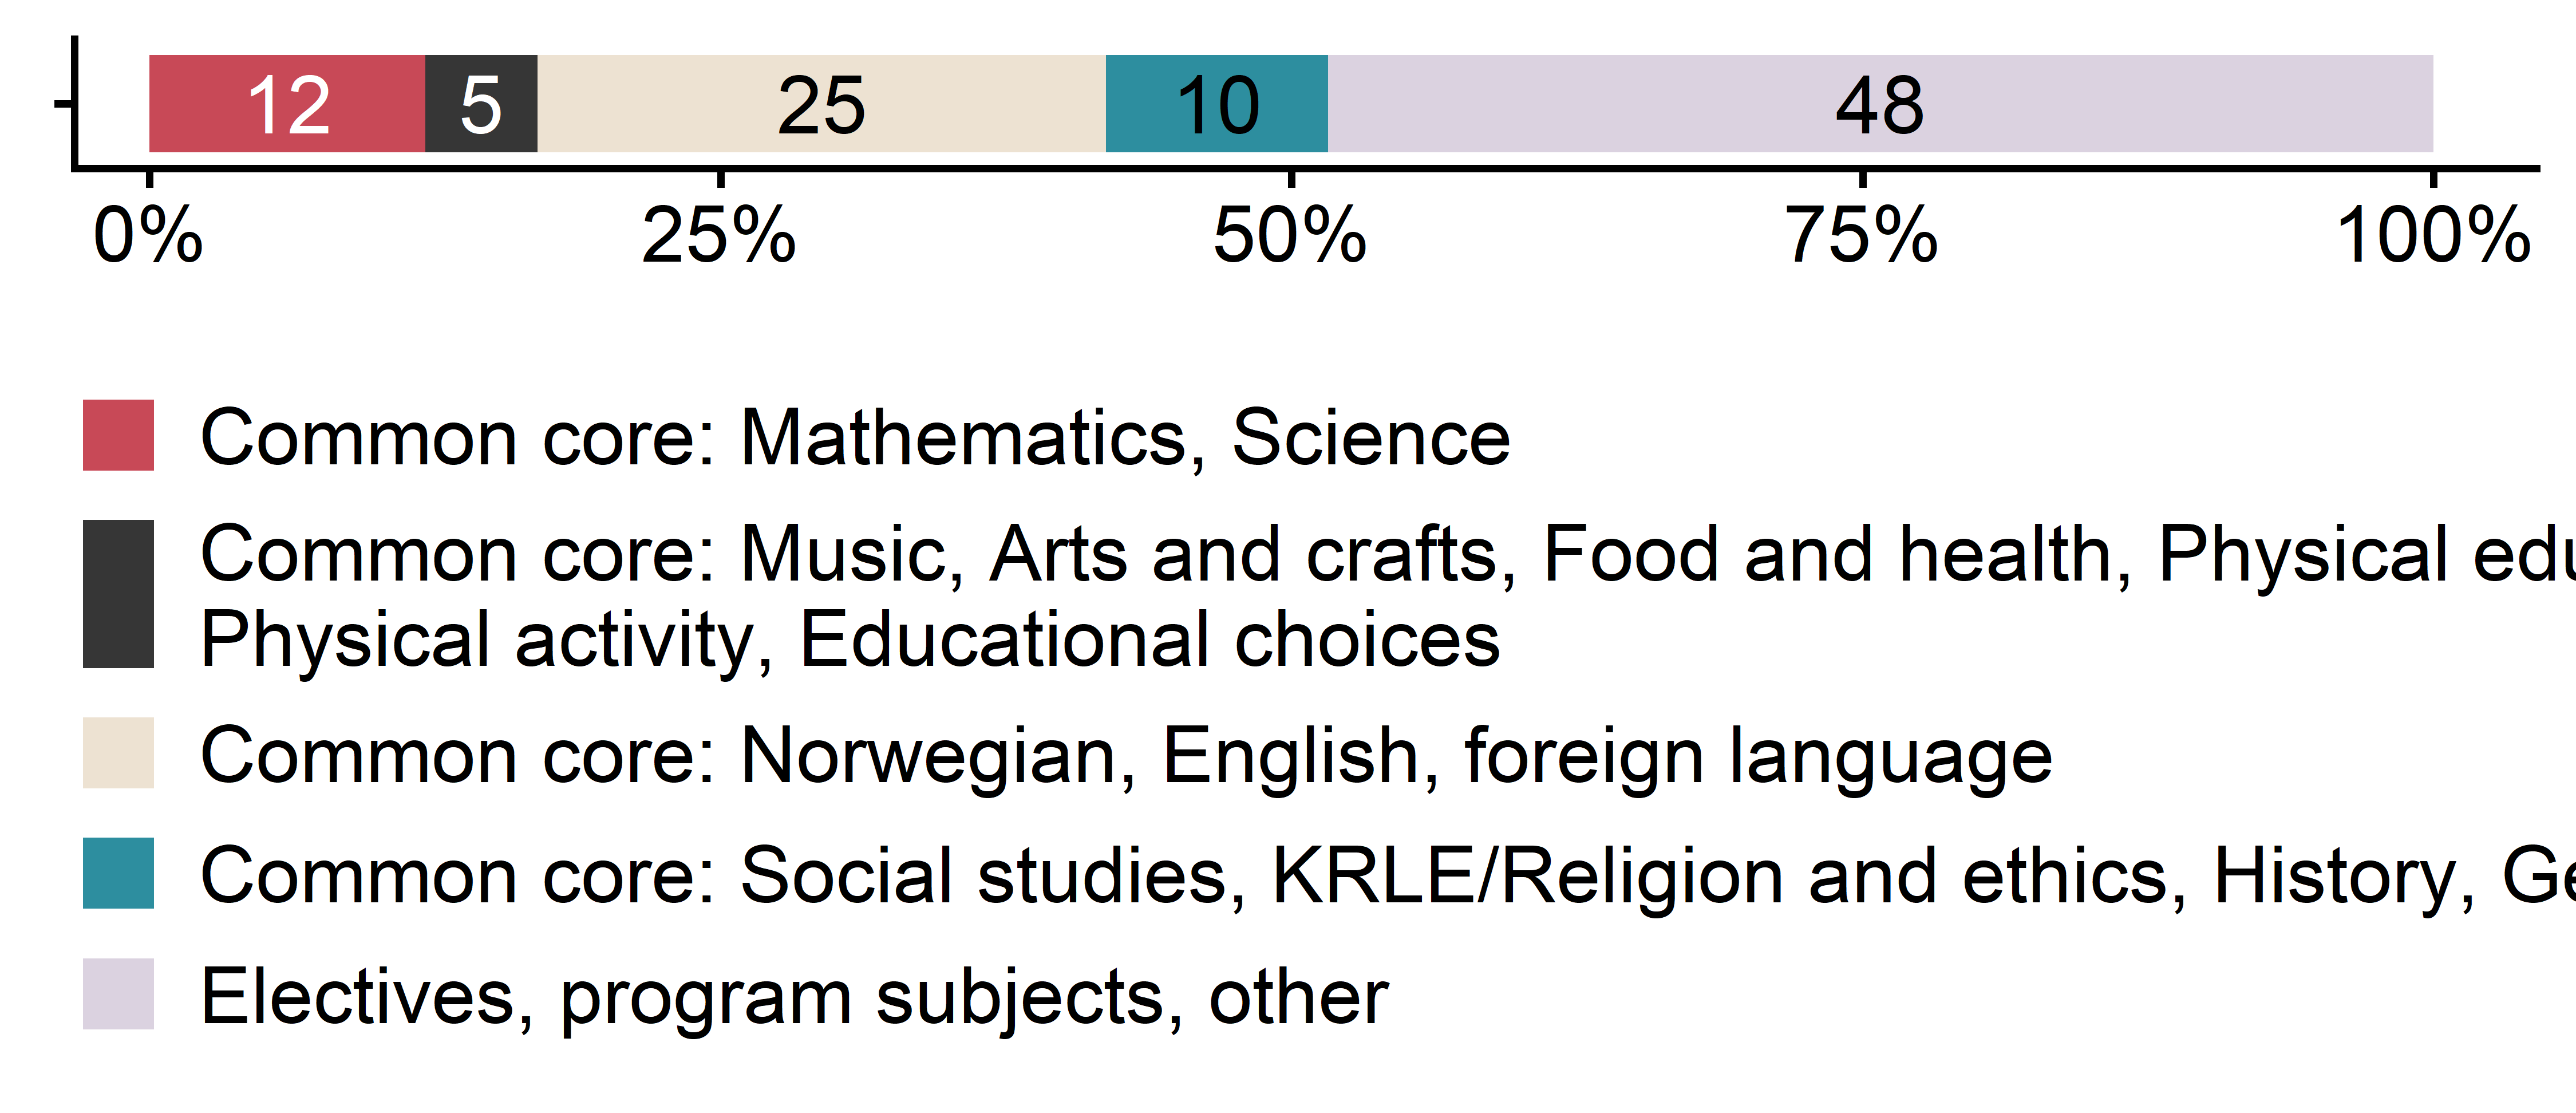 12 5 25 10 48
0% 25% 50% 75% 100%
Common core: Mathematics, Science
Common core: Music, Arts and crafts, Food and health, Physical
Physical activity, Educational choices
Common core: Norwegian, English, foreign language
Common core: Social studies, KRLE/Religion and ethics, History,
Electives, program subjects, other